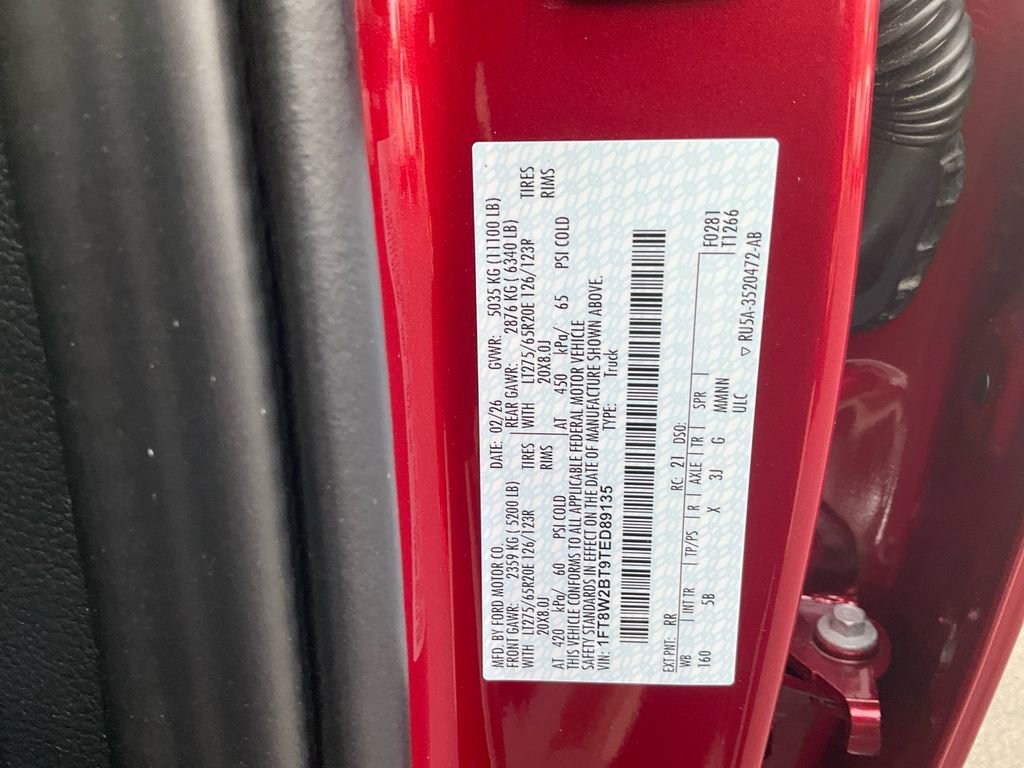 MFD. BY FORD MOTOR CO. DATE: 02/26 GVWR: 5035 KG (11100 LB)
FRONT GAWR: 2359 KG (5200 LB) REAR GAWR: 2876 KG ( 6340 LB)
WITH LT275/65R20E 126/123R TIRES WITH LT275/65R20E 126/123R TIRES
20X8.0J RIMS 20X8.0J RIMS
AT 420 kPa/ 60 PSI COLD AT 450 kPa/ 65 PSI COLD
THIS VEHICLE CONFORMS TO ALL APPLICABLE FEDERAL MOTOR VEHICLE
SAFETY STANDARDS IN EFFECT ON THE DATE OF MANUFACTURE SHOWN ABOVE.
VIN: 1FT8W2BT9TED89135 TYPE: Truck
EXT PNT: RR RC: 21 DSO: F0281
WB INT TR TP/PS R AXLE TR SPR T1266
160 5B X 3J G MMNIN
ULC ▽ RU5A-3520472-AB